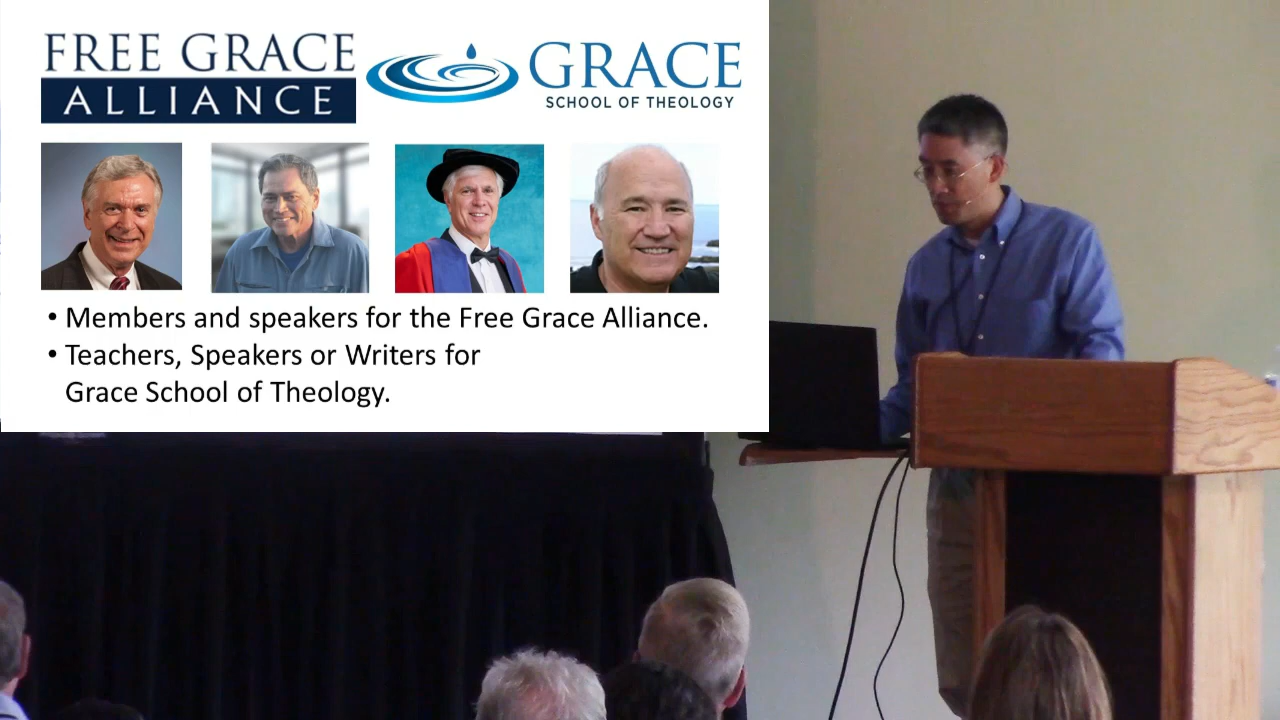 FREE GRACE
ALLIANCE
GRACE
SCHOOL OF THEOLOGY
• Members and speakers for the Free Grace Alliance.
• Teachers, Speakers or Writers for
Grace School of Theology.